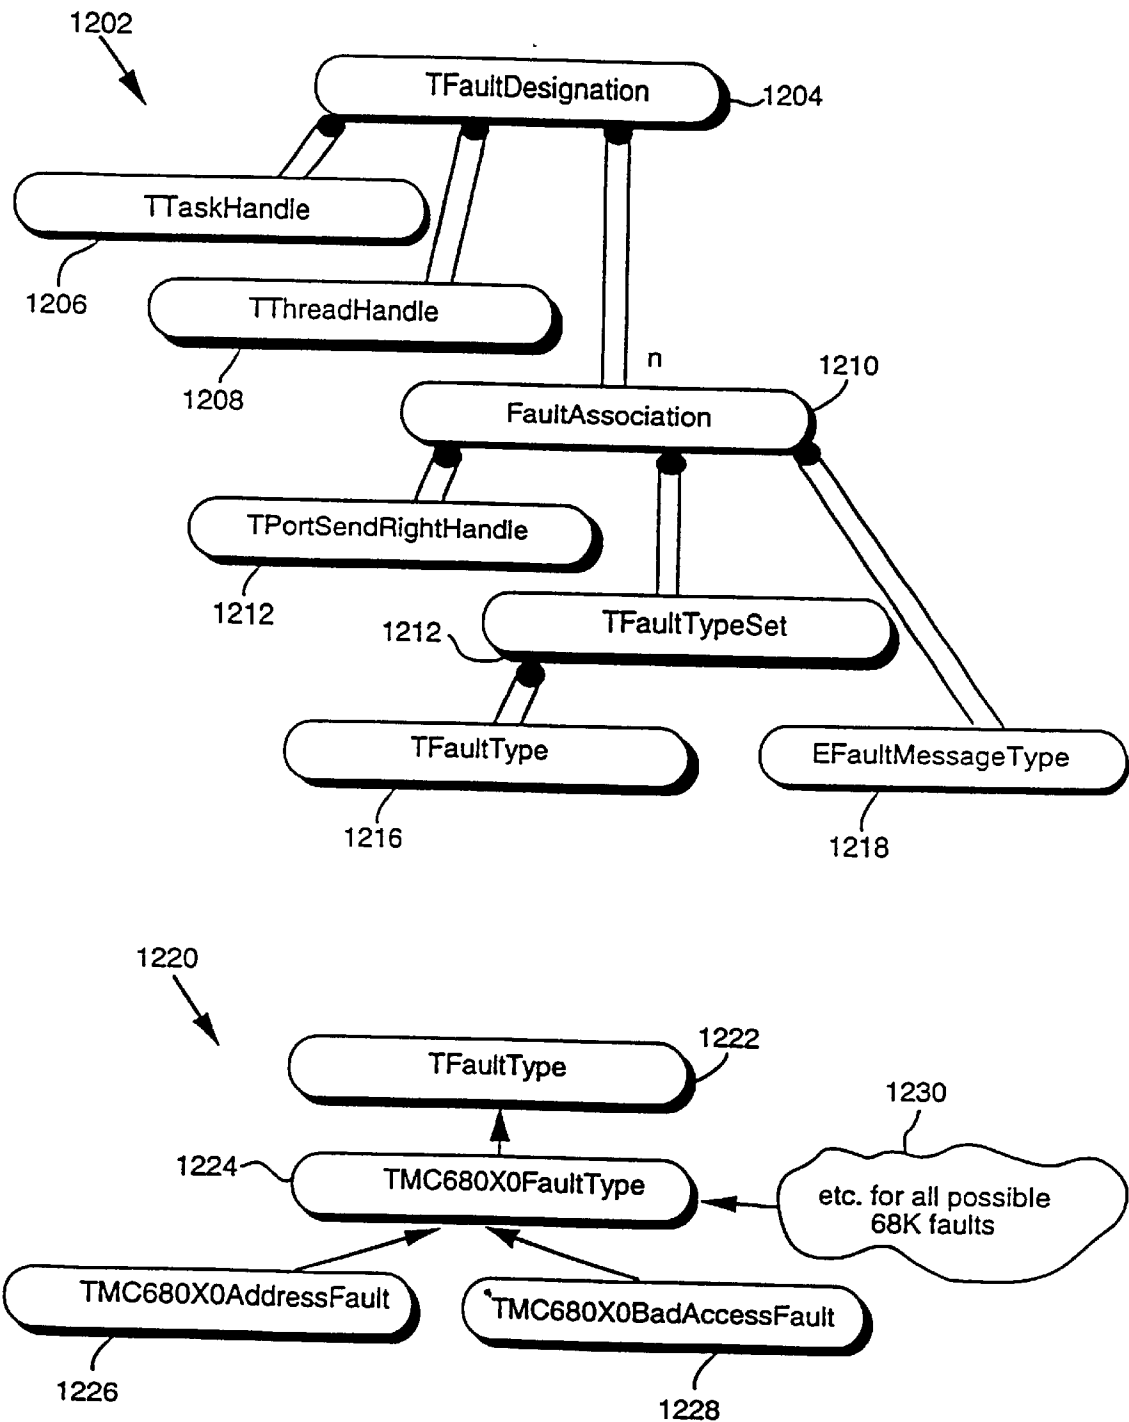 1202
TFaultDesignation
1204
TTaskHandle
1206
TThreadHandle
1208
n
1210
FaultAssociation
TPortSendRightHandle
1212
TFaultTypeSet
1212
TFaultType
1216
EFaultMessageType
1218
1220
TFaultType
1222
1230
1224
TMC680X0FaultType
etc. for all possible
68K faults
TMC680X0AddressFault
TMC680X0BadAccessFault
1226
1228